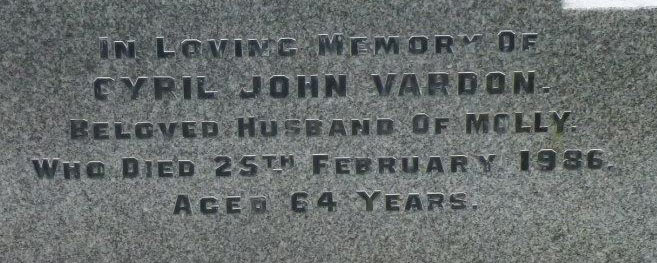 IN LOVING MEMORY OF
CYRIL JOHN VARDON.
BELOVED HUSBAND OF MOLLY.
WHO DIED 25TH FEBRUARY 1986.
AGED 64 YEARS.